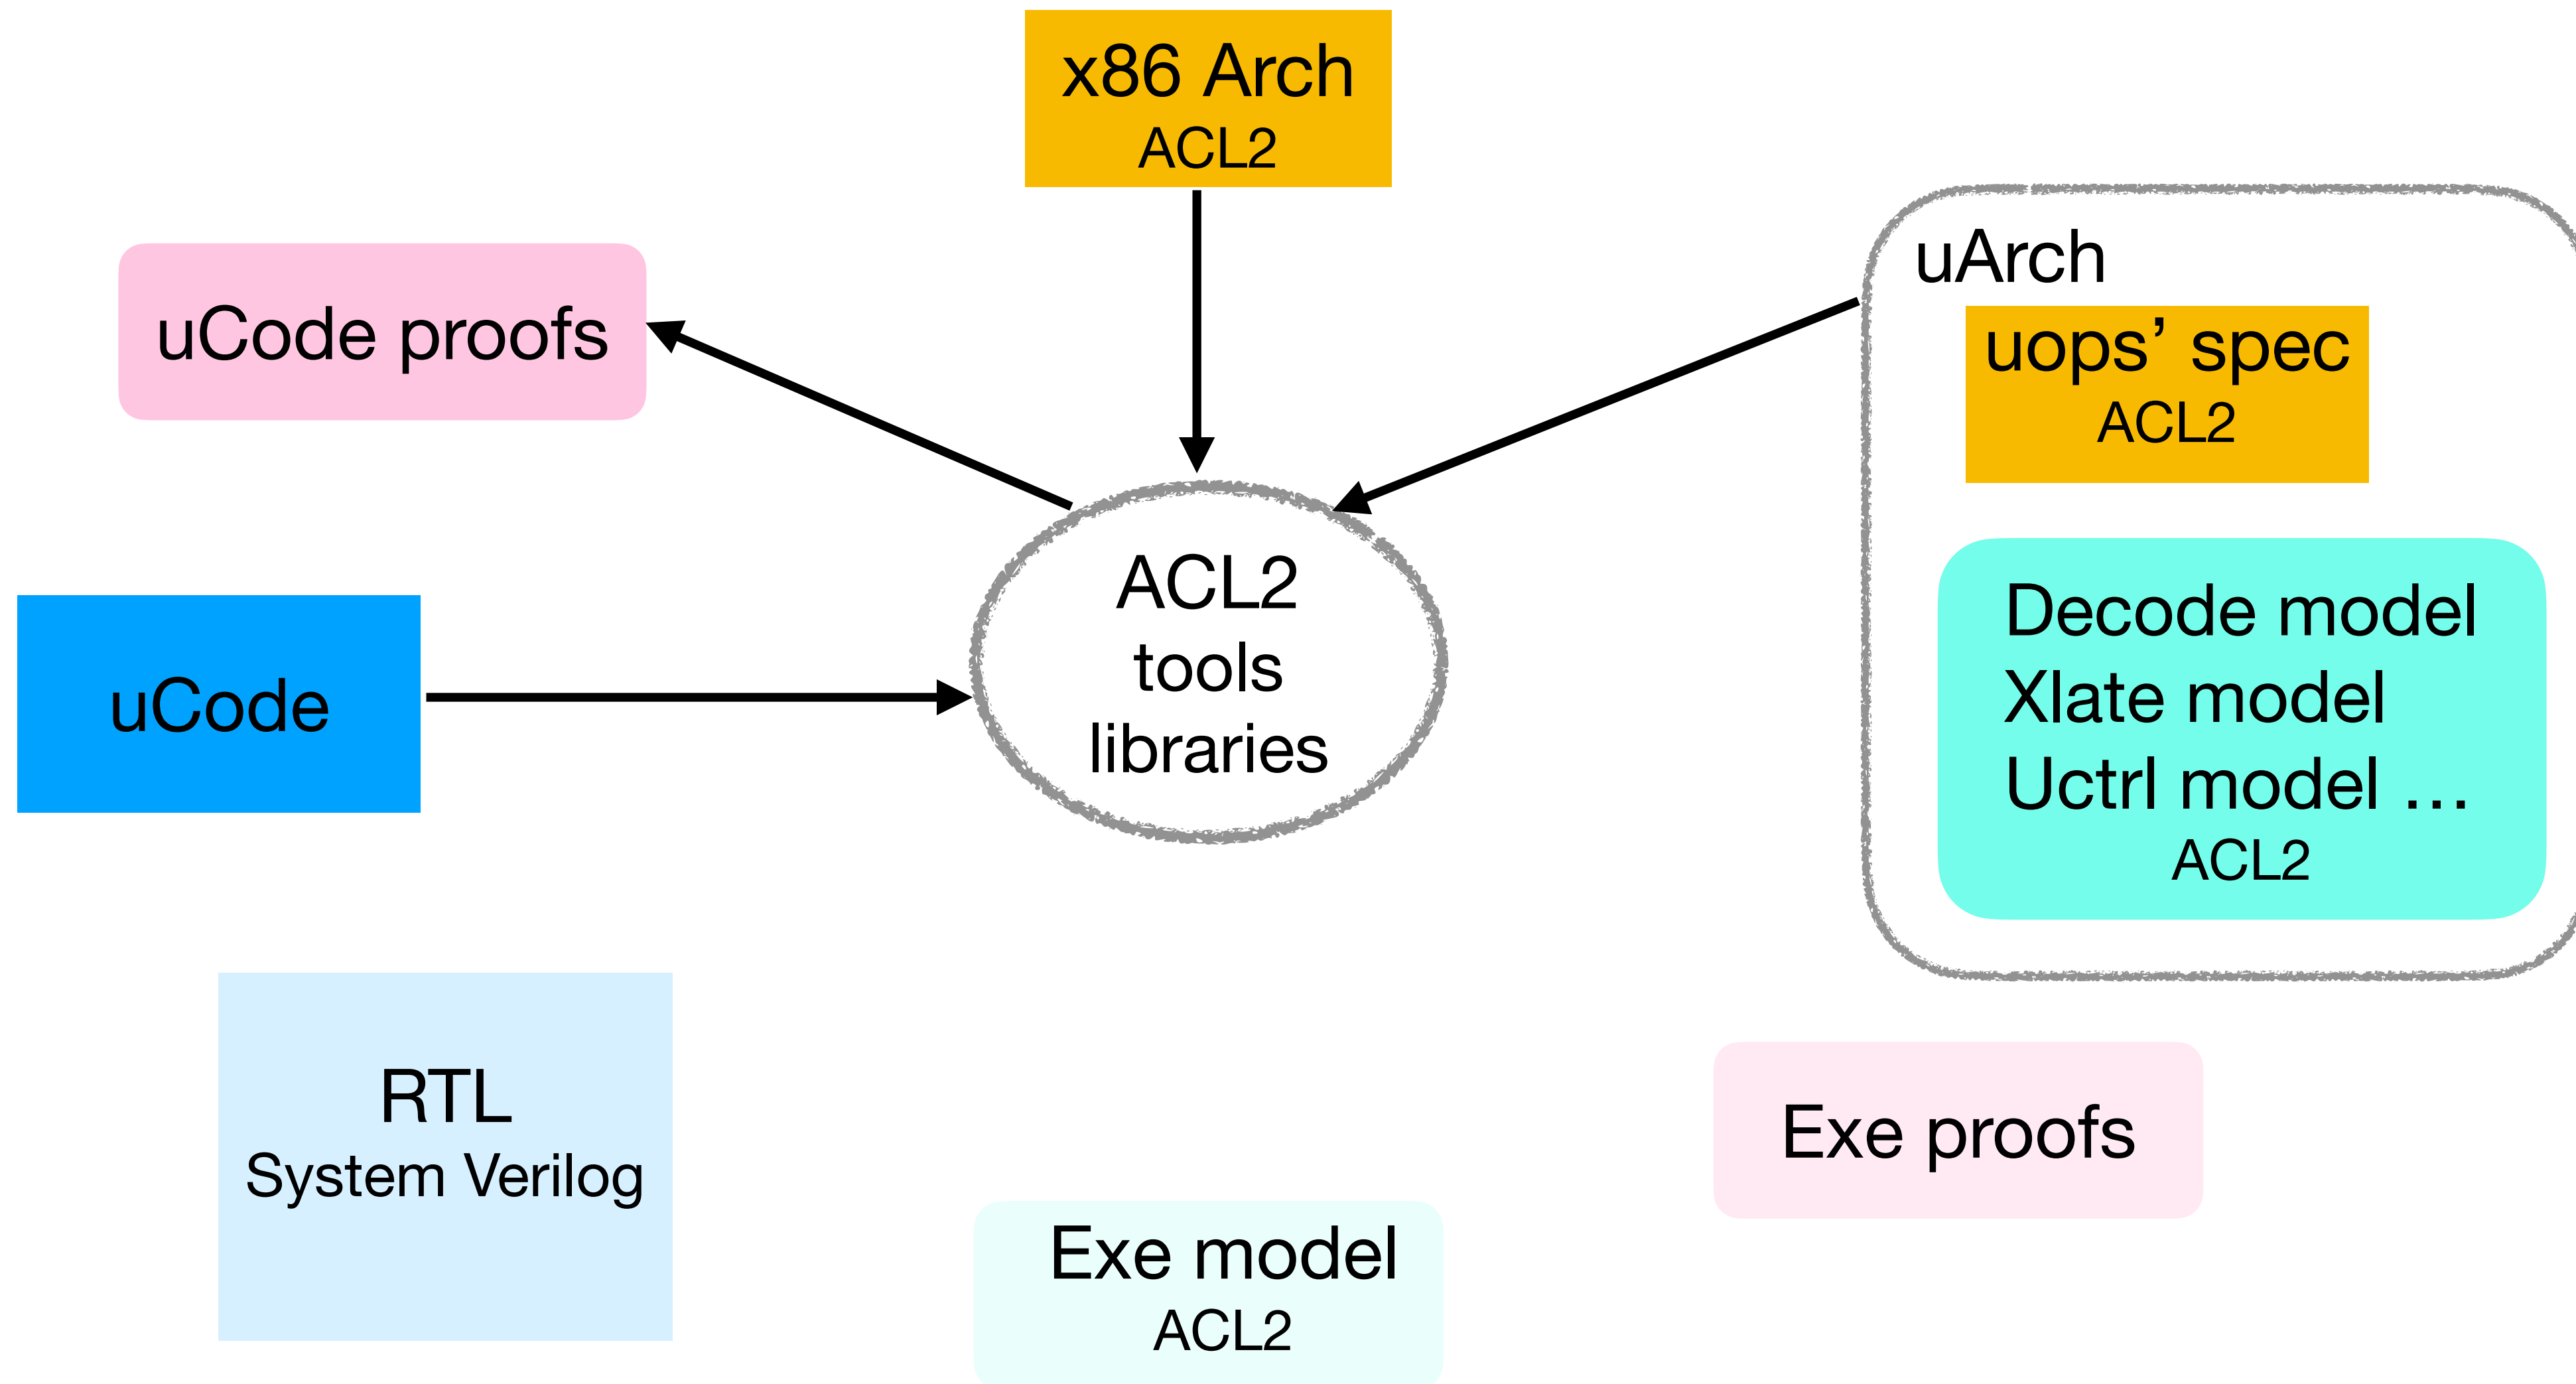 x86 Arch
ACL2
uArch
uops’ spec
ACL2
uCode proofs
Decode model
Xlate model
Uctrl model …
ACL2
ACL2
tools
libraries
uCode
RTL
System Verilog
Exe proofs
Exe model
ACL2